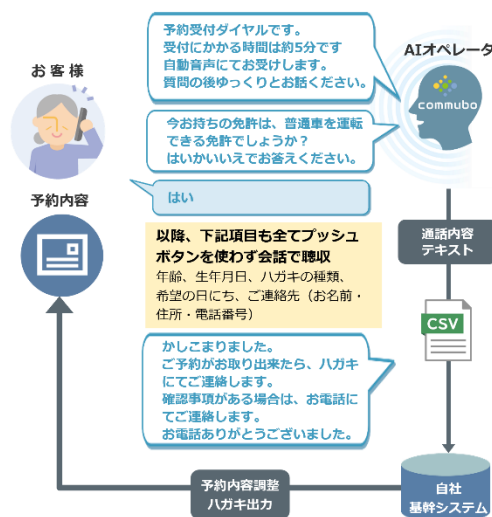 予約受付ダイヤルです。
受付にかかる時間は約5分です
自動音声にてお受けします。
質問の後ゆっくりとお話ください。
AIオペレータ
お客様
commubo
今お持ちの免許は、普通車を運転
できる免許でしょうか？
はいかいいえでお答えください。
はい
予約内容
以降、下記項目も全てプッシュ
ボタンを使わず会話で聴収
年齢、生年月日、ハガキの種類、
希望の日にち、ご連絡先（お名前・
住所・電話番号）
通話内容
テキスト
CSV
かしこまりました。
ご予約がお取り出来たら、ハガキ
にてご連絡します。
確認事項がある場合は、お電話に
てご連絡します。
お電話ありがとうございました。
予約内容調整
ハガキ出力
自社
基幹システム